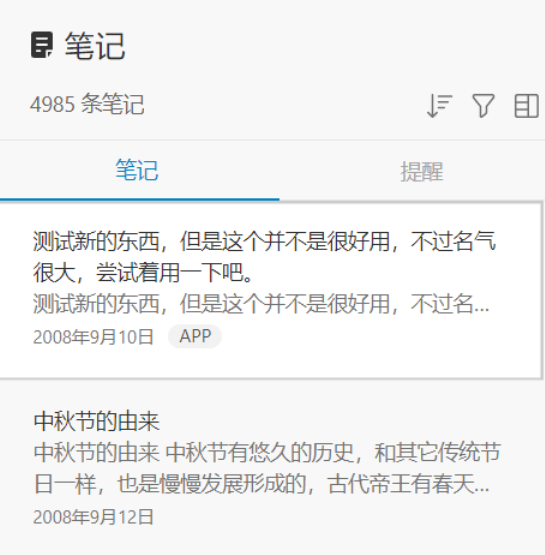 笔记
4985 条笔记
笔记
提醒
测试新的东西，但是这个并不是很好用，不过名气
很大，尝试着用一下吧。
测试新的东西，但是这个并不是很好用，不过名...
2008年9月10日 APP
中秋节的由来
中秋节的由来 中秋节有悠久的历史，和其它传统节
日一样，也是慢慢发展形成的，古代帝王有春天...
2008年9月12日